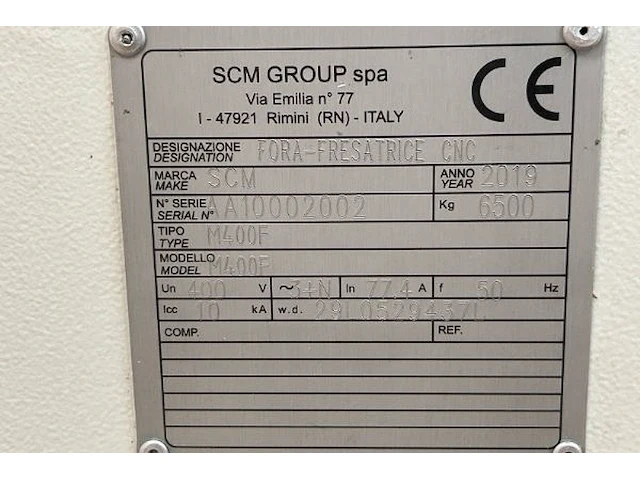 SCM GROUP spa
Via Emilia n° 77
I - 47921 Rimini (RN) - ITALY
CE
DESIGNAZIONE
DESIGNATION FORA-FRESATRICE CNC
MARCA
MAKE SCM ANNO
YEAR 2019
N° SERIE
SERIAL N° AA10002002 Kg 6500
TIPO
TYPE M400F
MODELLO
MODEL M400F
Un 400 V ~3+N In 77.4 A f 50 Hz
Icc 10 kA w.d. 29L0529437L
COMP. REF.